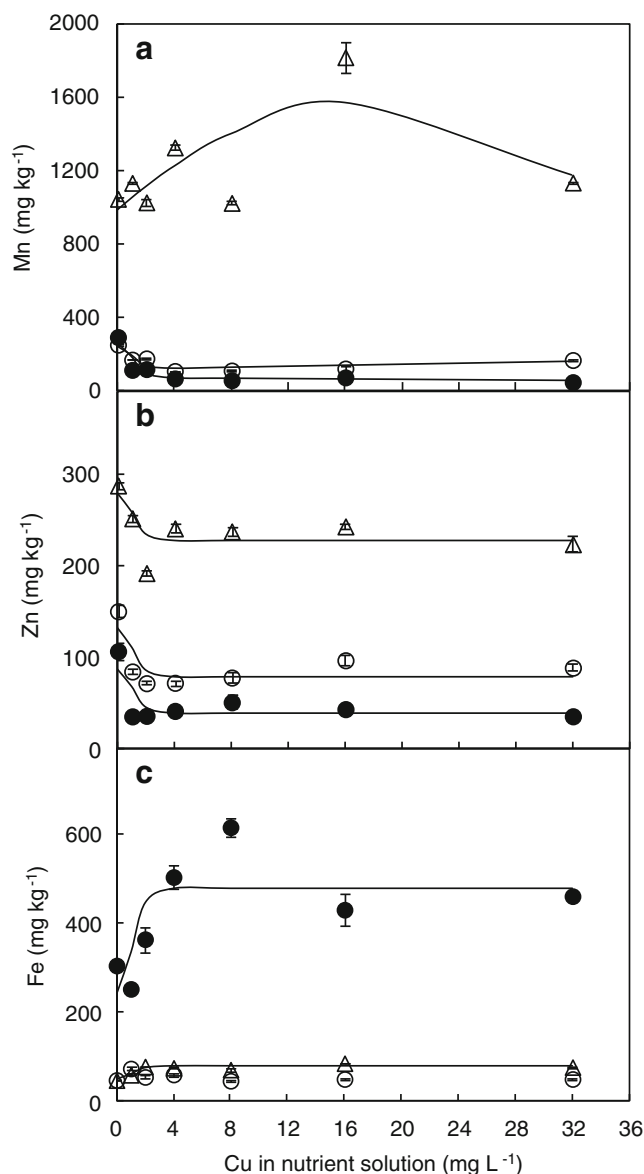 a
2000
1600
1200
800
400
0
Mn (mg kg⁻¹)
b
300
200
100
0
Zn (mg kg⁻¹)
c
600
400
200
0
Fe (mg kg⁻¹)
0 4 8 12 16 20 24 28 32 36
Cu in nutrient solution (mg L⁻¹)